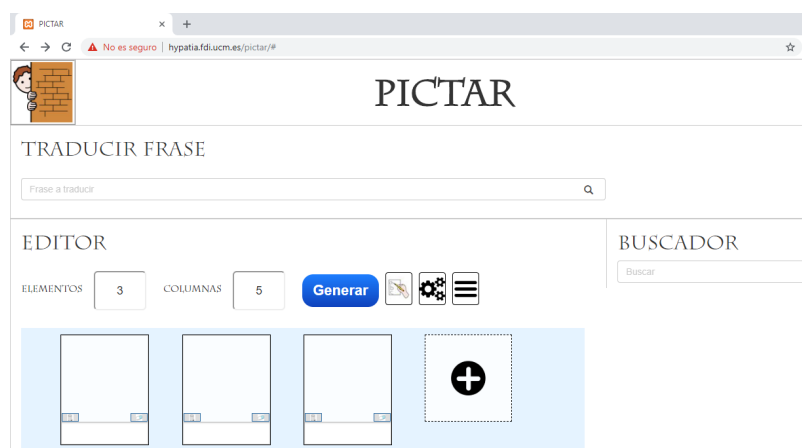 PICTAR
No es seguro | hypatia.fdi.ucm.es/pictar/#
PICTAR
TRADUCIR FRASE
Frase a traducir
EDITOR
BUSCADOR
Buscar
ELEMENTOS 3 COLUMNAS 5 Generar